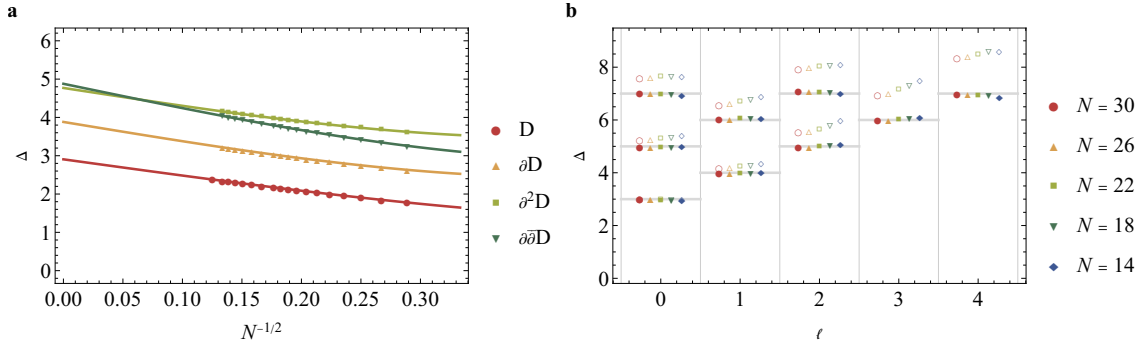 a
6
5
4
3
2
1
0
Δ
0.00 0.05 0.10 0.15 0.20 0.25 0.30
N^{-1/2}
D
∂D
∂²D
∂∂̄D
b
8
6
4
2
0
Δ
0 1 2 3 4
ℓ
N = 30
N = 26
N = 22
N = 18
N = 14